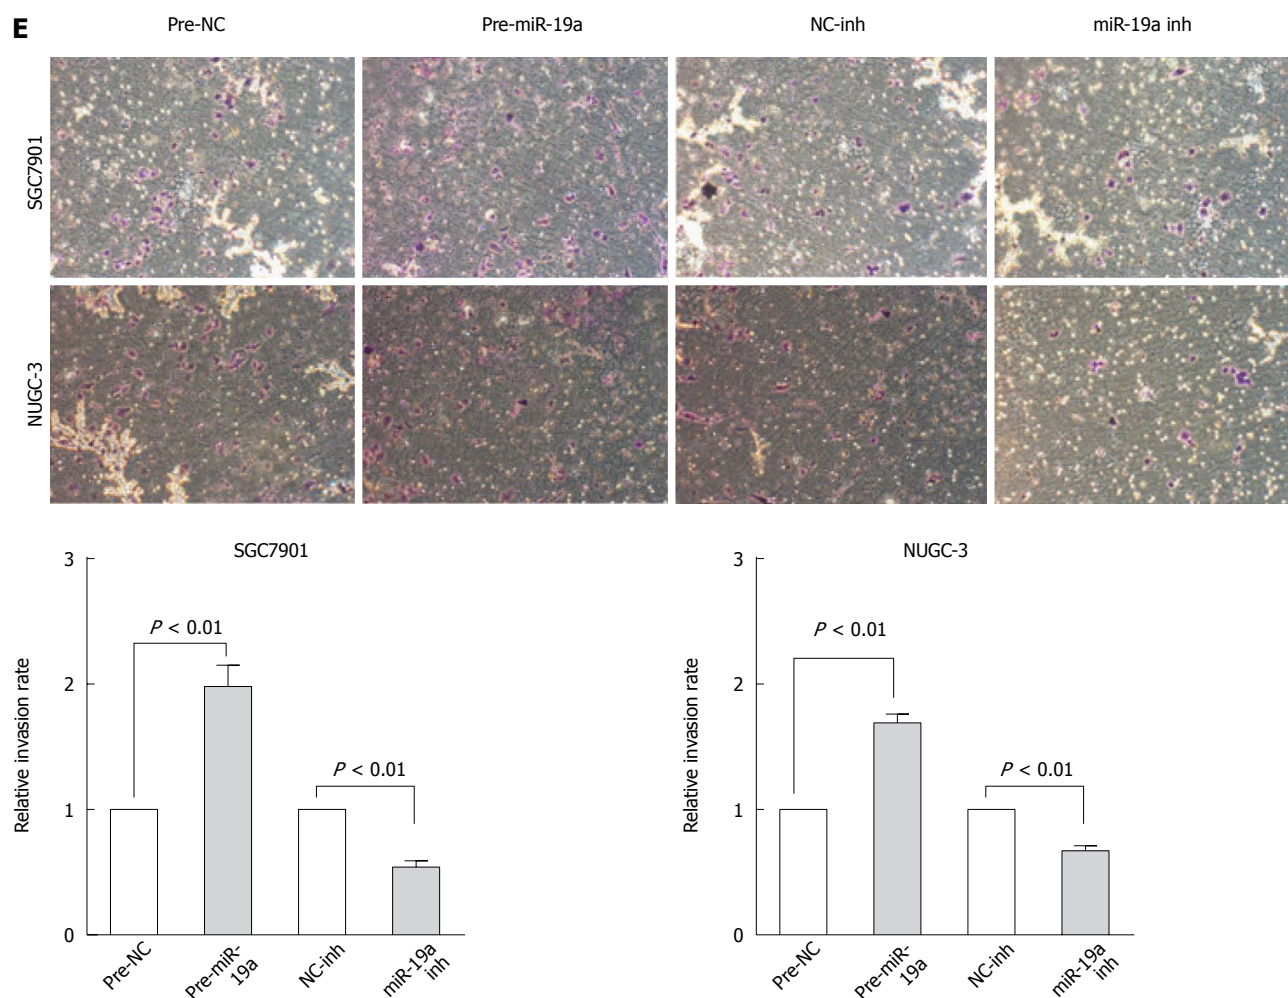 E
Pre-NC
Pre-miR-19a
NC-inh
miR-19a inh
SGC7901
NUGC-3
SGC7901
Relative invasion rate
3
2
1
0
P < 0.01
P < 0.01
Pre-NC
Pre-miR-
19a
NC-inh
miR-19a
inh
NUGC-3
Relative invasion rate
3
2
1
0
P < 0.01
P < 0.01
Pre-NC
Pre-miR-
19a
NC-inh
miR-19a
inh